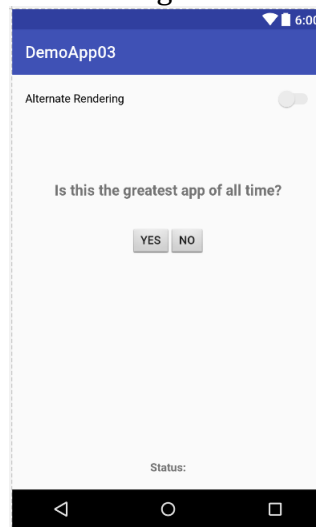 6:00
DemoApp03
Alternate Rendering
Is this the greatest app of all time?
YES NO
Status: